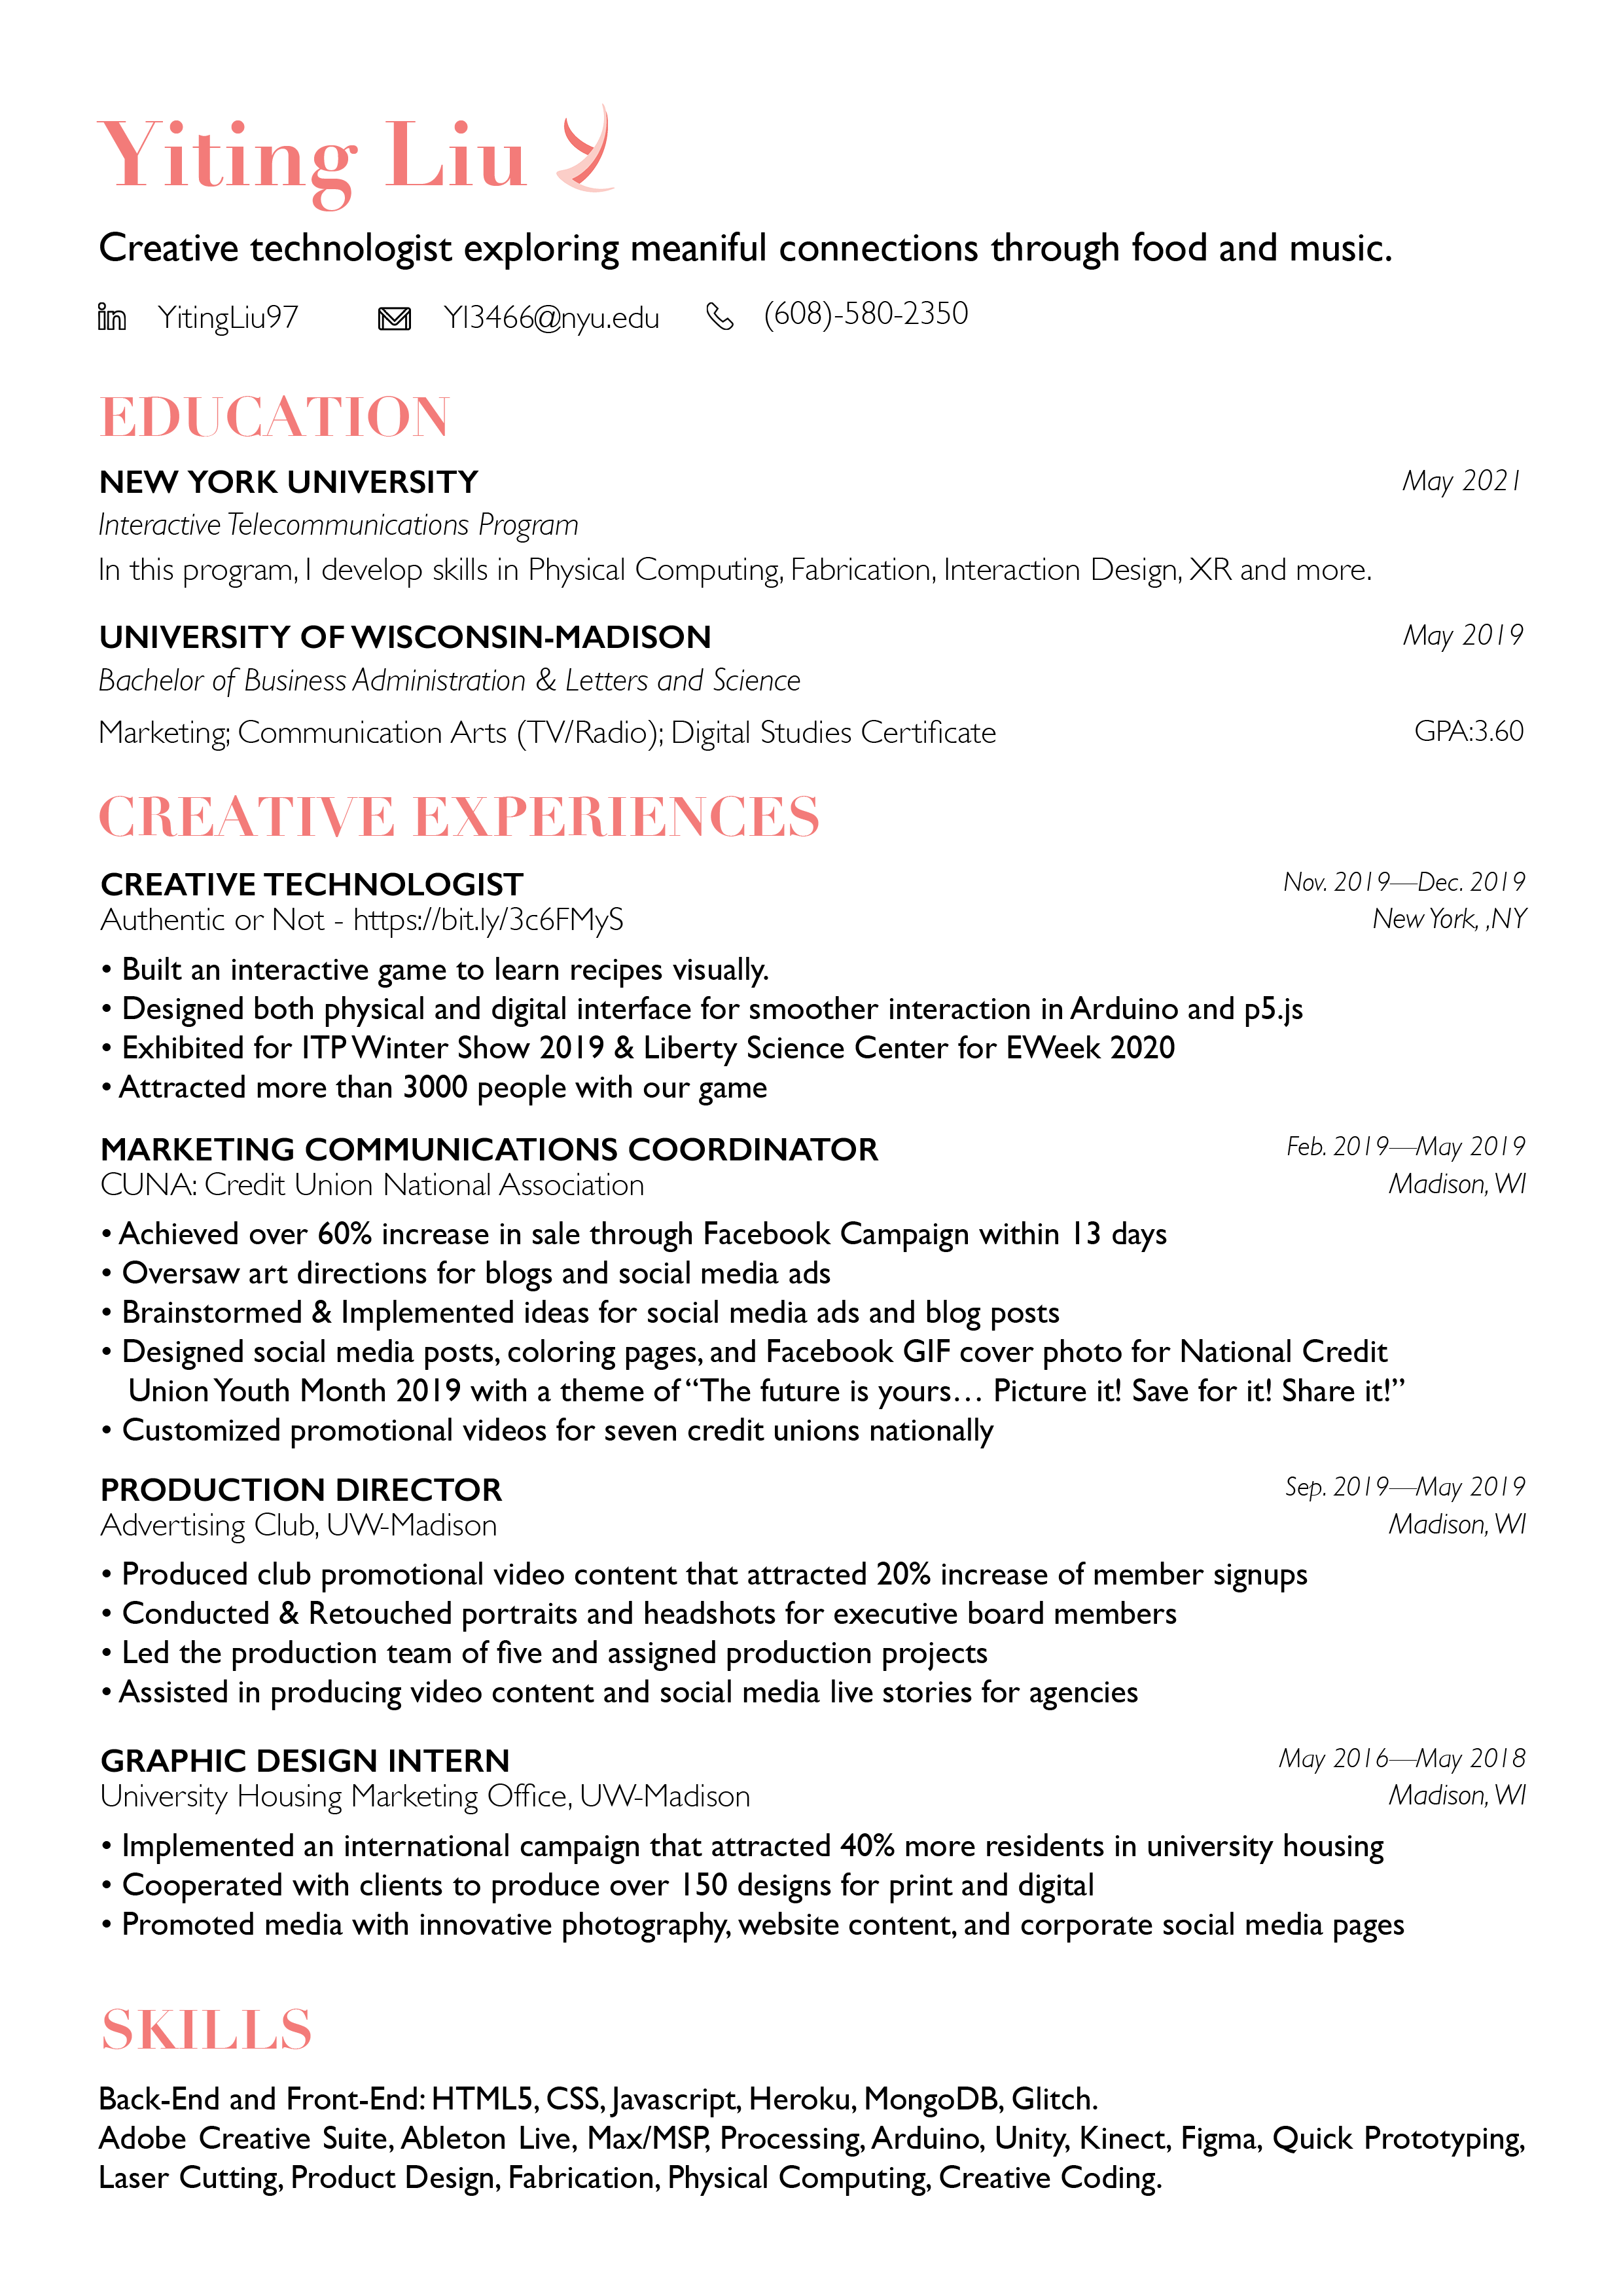 Yiting Liu
Creative technologist exploring meaniful connections through food and music.
in YitingLiu97 Yl3466@nyu.edu (608)-580-2350
EDUCATION
NEW YORK UNIVERSITY May 2021
Interactive Telecommunications Program
In this program, I develop skills in Physical Computing, Fabrication, Interaction Design, XR and more.
UNIVERSITY OF WISCONSIN-MADISON May 2019
Bachelor of Business Administration & Letters and Science
Marketing; Communication Arts (TV/Radio); Digital Studies Certificate GPA:3.60
CREATIVE EXPERIENCES
CREATIVE TECHNOLOGIST Nov. 2019—Dec. 2019
Authentic or Not - https://bit.ly/3c6FMyS New York, ,NY
• Built an interactive game to learn recipes visually.
• Designed both physical and digital interface for smoother interaction in Arduino and p5.js
• Exhibited for ITP Winter Show 2019 & Liberty Science Center for EWeek 2020
• Attracted more than 3000 people with our game
MARKETING COMMUNICATIONS COORDINATOR Feb. 2019—May 2019
CUNA: Credit Union National Association Madison, WI
• Achieved over 60% increase in sale through Facebook Campaign within 13 days
• Oversaw art directions for blogs and social media ads
• Brainstormed & Implemented ideas for social media ads and blog posts
• Designed social media posts, coloring pages, and Facebook GIF cover photo for National Credit
Union Youth Month 2019 with a theme of “The future is yours… Picture it! Save for it! Share it!”
• Customized promotional videos for seven credit unions nationally
PRODUCTION DIRECTOR Sep. 2019—May 2019
Advertising Club, UW-Madison Madison, WI
• Produced club promotional video content that attracted 20% increase of member signups
• Conducted & Retouched portraits and headshots for executive board members
• Led the production team of five and assigned production projects
• Assisted in producing video content and social media live stories for agencies
GRAPHIC DESIGN INTERN May 2016—May 2018
University Housing Marketing Office, UW-Madison Madison, WI
• Implemented an international campaign that attracted 40% more residents in university housing
• Cooperated with clients to produce over 150 designs for print and digital
• Promoted media with innovative photography, website content, and corporate social media pages
SKILLS
Back-End and Front-End: HTML5, CSS, Javascript, Heroku, MongoDB, Glitch.
Adobe Creative Suite, Ableton Live, Max/MSP, Processing, Arduino, Unity, Kinect, Figma, Quick Prototyping,
Laser Cutting, Product Design, Fabrication, Physical Computing, Creative Coding.